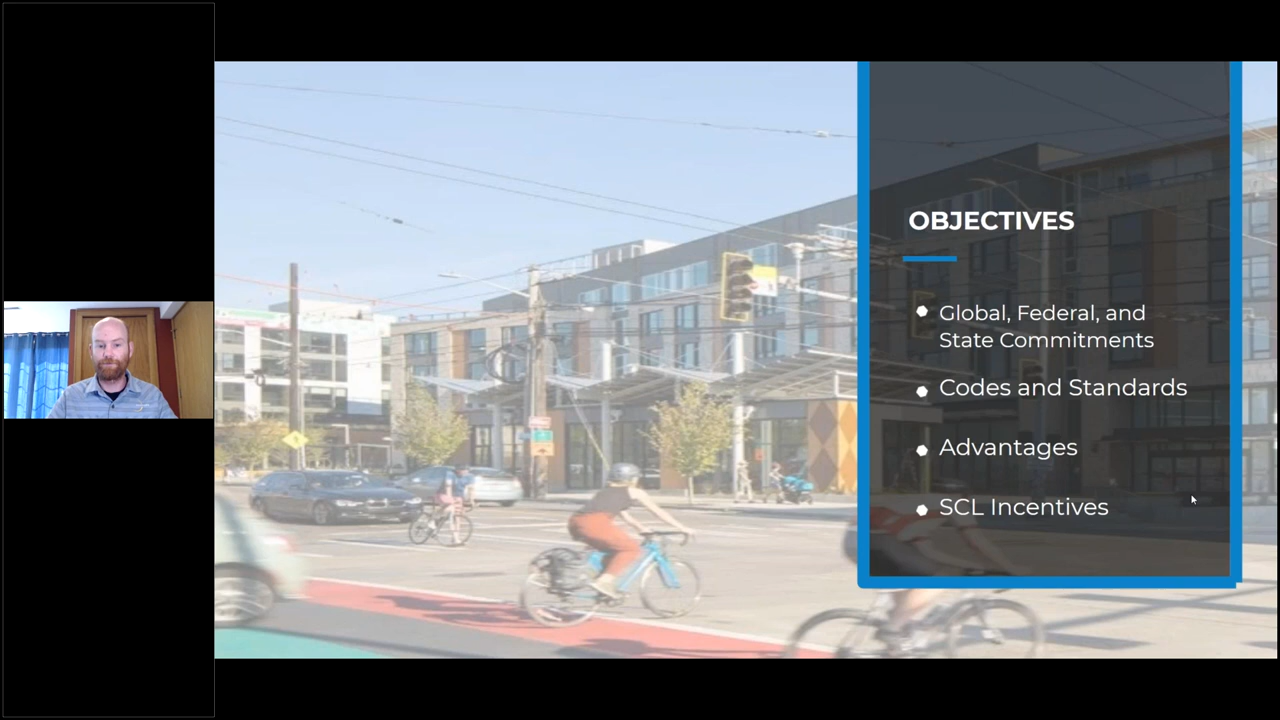 OBJECTIVES
Global, Federal, and
State Commitments
Codes and Standards
Advantages
SCL Incentives